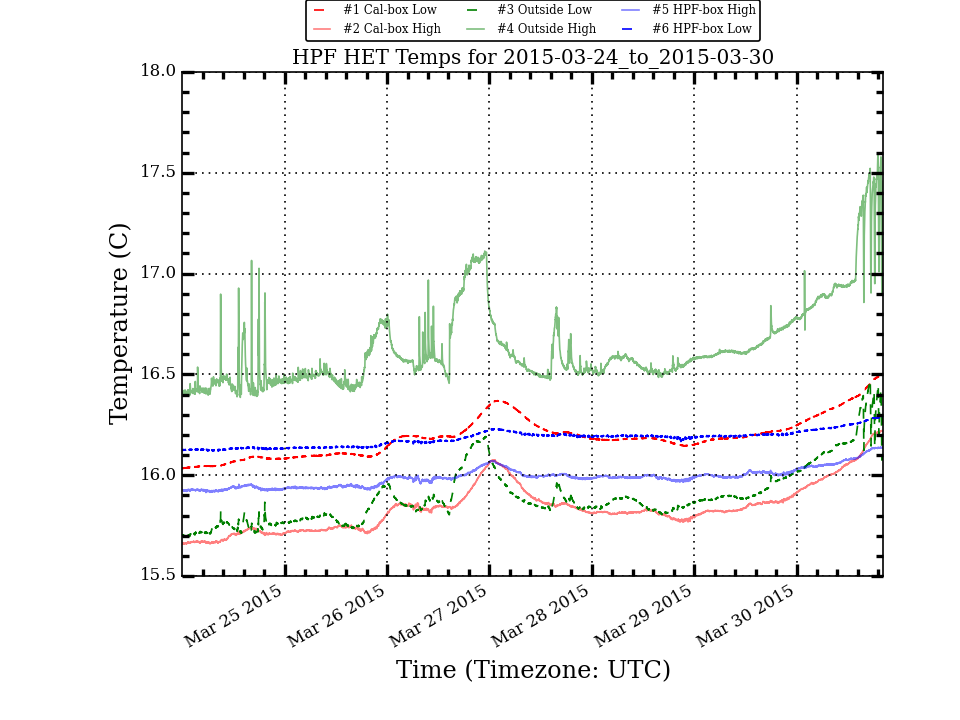 #1 Cal-box Low #3 Outside Low #5 HPF-box High
#2 Cal-box High #4 Outside High #6 HPF-box Low
HPF HET Temps for 2015-03-24_to_2015-03-30
18.0
17.5
17.0
16.5
16.0
15.5
Temperature (C)
Mar 25 2015 Mar 26 2015 Mar 27 2015 Mar 28 2015 Mar 29 2015 Mar 30 2015
Time (Timezone: UTC)